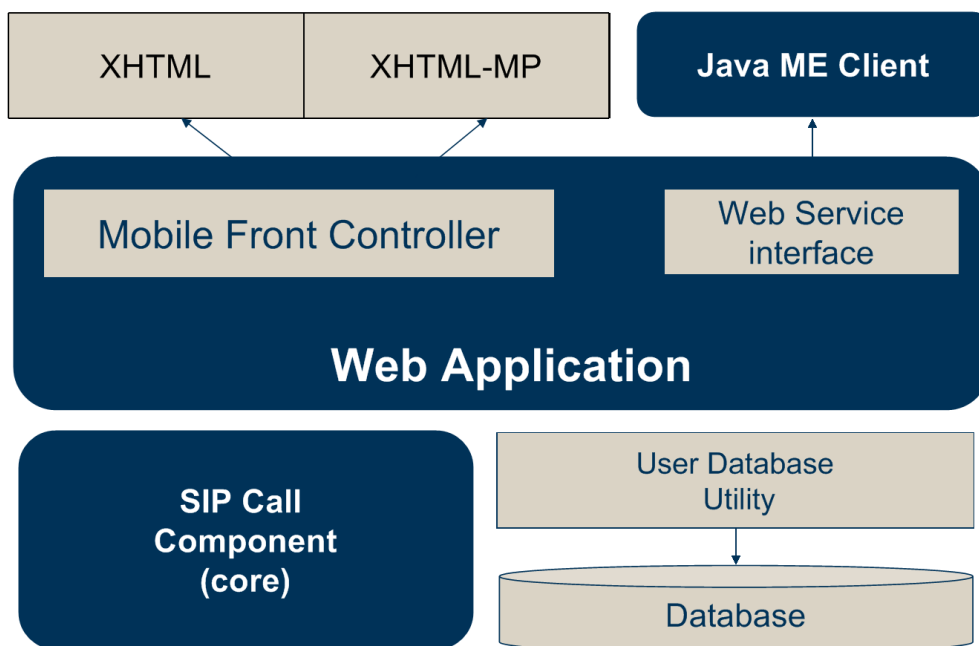 XHTML
XHTML-MP
Java ME Client
Mobile Front Controller
Web Service
interface
Web Application
SIP Call
Component
(core)
User Database
Utility
Database